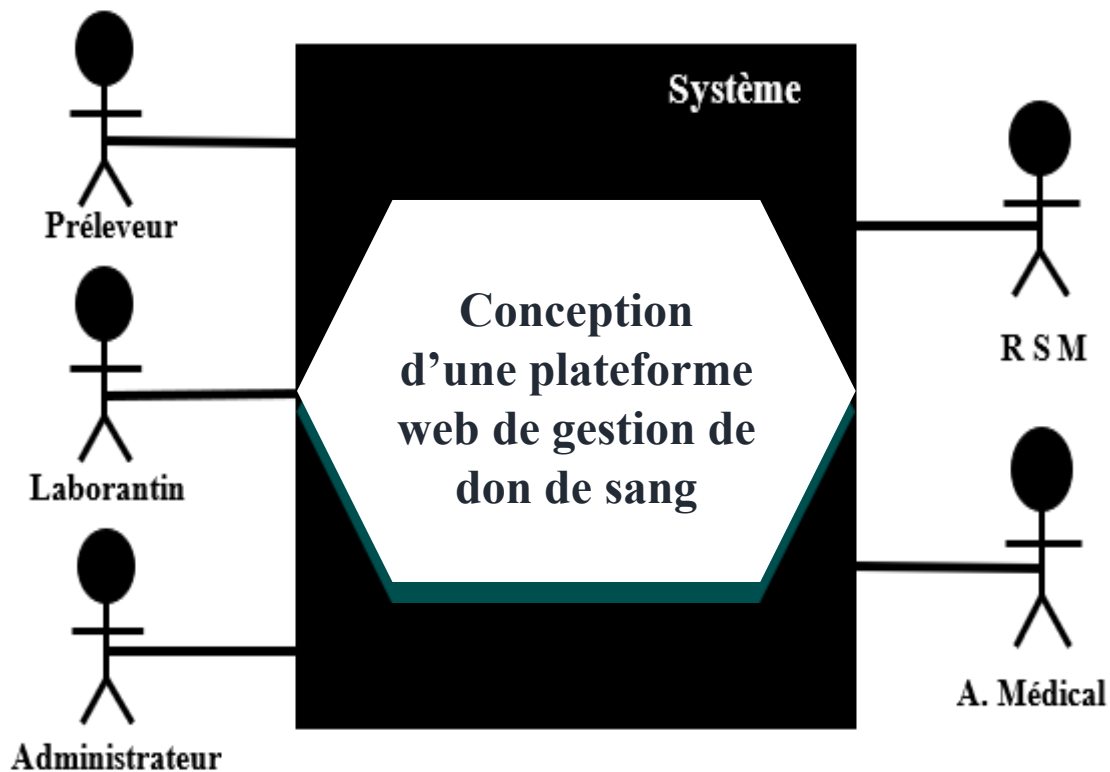 Système
Préleveur
Conception
d’une plateforme
web de gestion de
don de sang
R S M
Laborantin
A. Médical
Administrateur